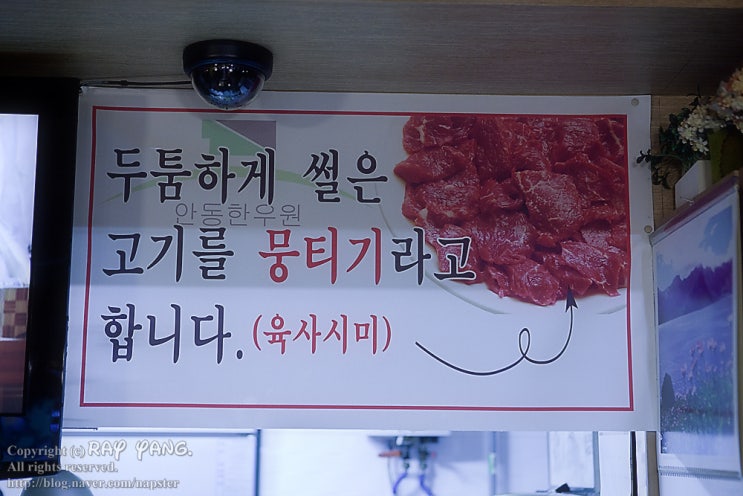 두툼하게 썰은
안동한우원
고기를 뭉티기라고
합니다. (육사시미)
Copyright (c) RAY YANG.
All rights reserved.
http://blog.naver.com/napster